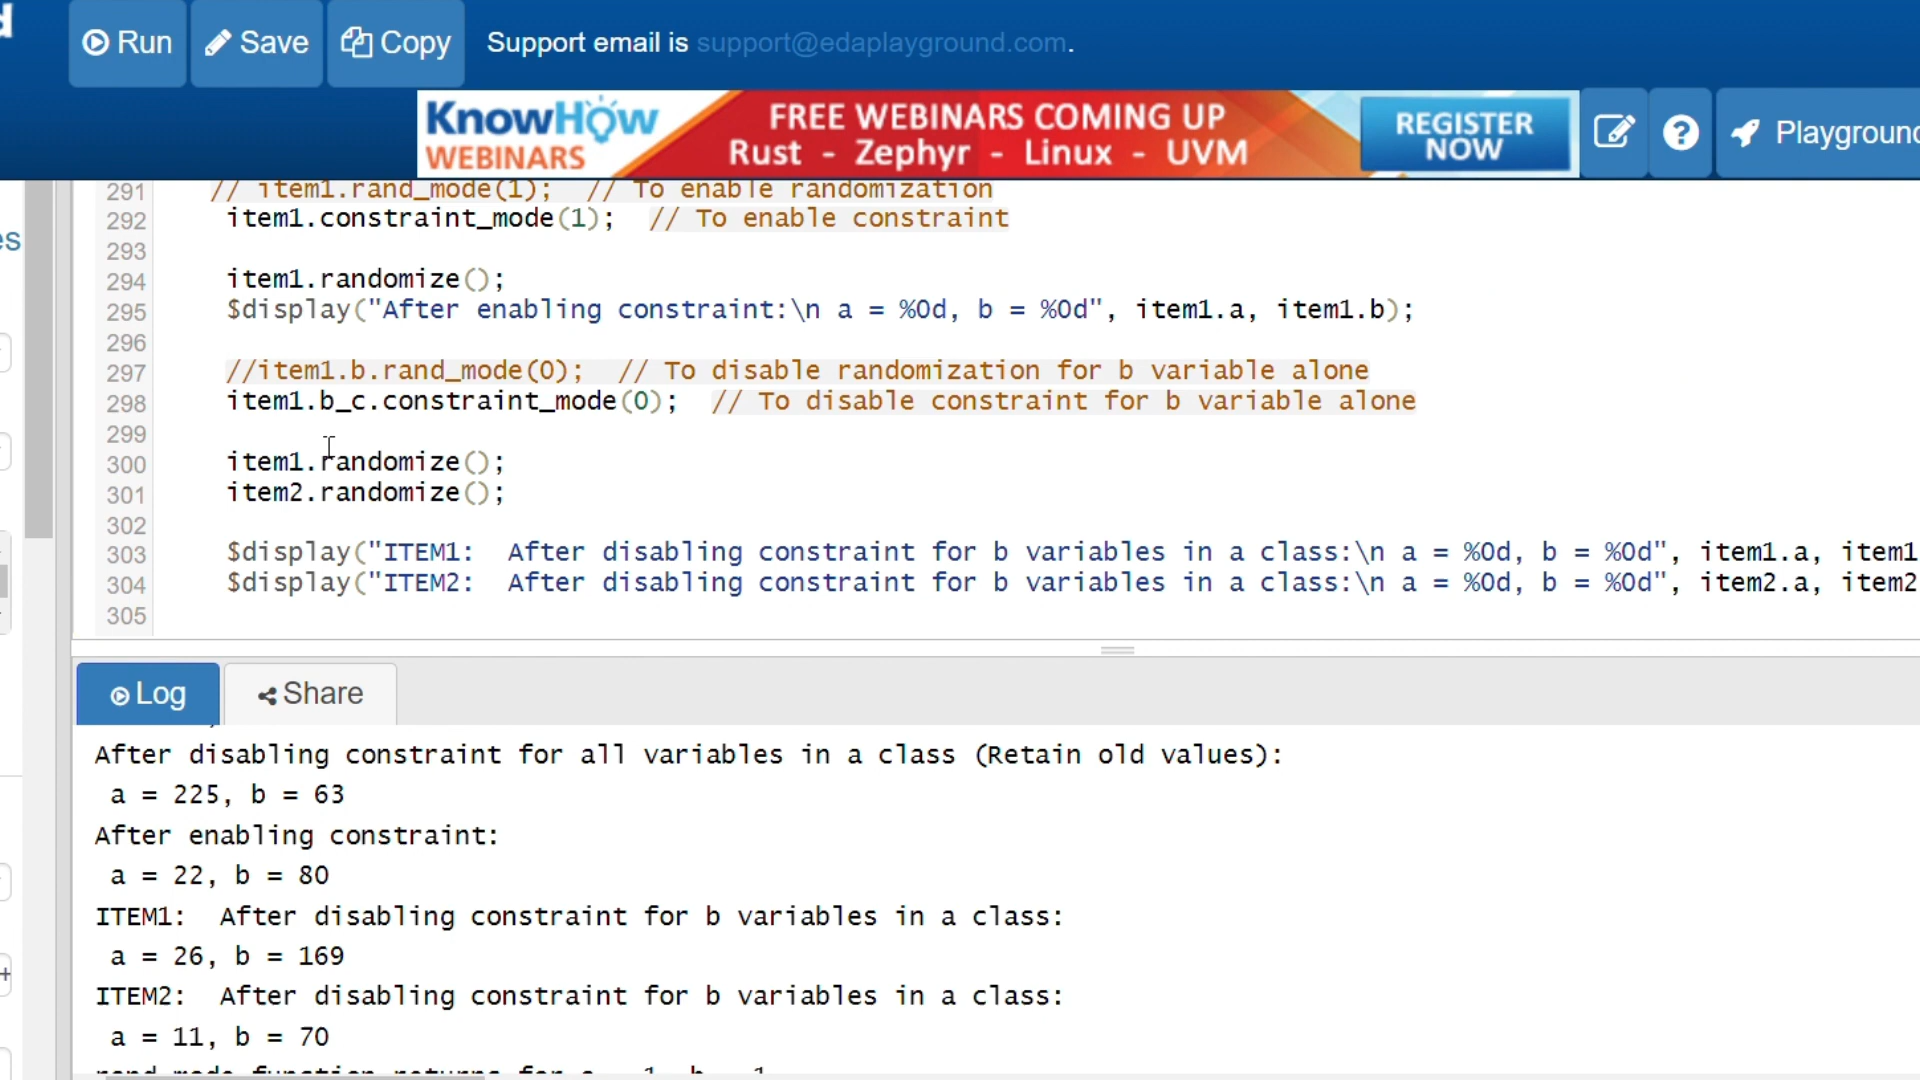 Run Save Copy Support email is support@edaplayground.com.
KnowHow WEBINARS
FREE WEBINARS COMING UP
Rust - Zephyr - Linux - UVM
REGISTER NOW
Playground
291 // item1.rand_mode(1); // To enable randomization
292 item1.constraint_mode(1); // To enable constraint
293
294 item1.randomize();
295 $display("After enabling constraint:\n a = %0d, b = %0d", item1.a, item1.b);
296
297 //item1.b.rand_mode(0); // To disable randomization for b variable alone
298 item1.b_c.constraint_mode(0); // To disable constraint for b variable alone
299
300 item1.randomize();
301 item2.randomize();
302
303 $display("ITEM1:  After disabling constraint for b variables in a class:\n a = %0d, b = %0d", item1.a, item1
304 $display("ITEM2:  After disabling constraint for b variables in a class:\n a = %0d, b = %0d", item2.a, item2
305
Log Share
After disabling constraint for all variables in a class (Retain old values):
a = 225, b = 63
After enabling constraint:
a = 22, b = 80
ITEM1:  After disabling constraint for b variables in a class:
a = 26, b = 169
ITEM2:  After disabling constraint for b variables in a class:
a = 11, b = 70